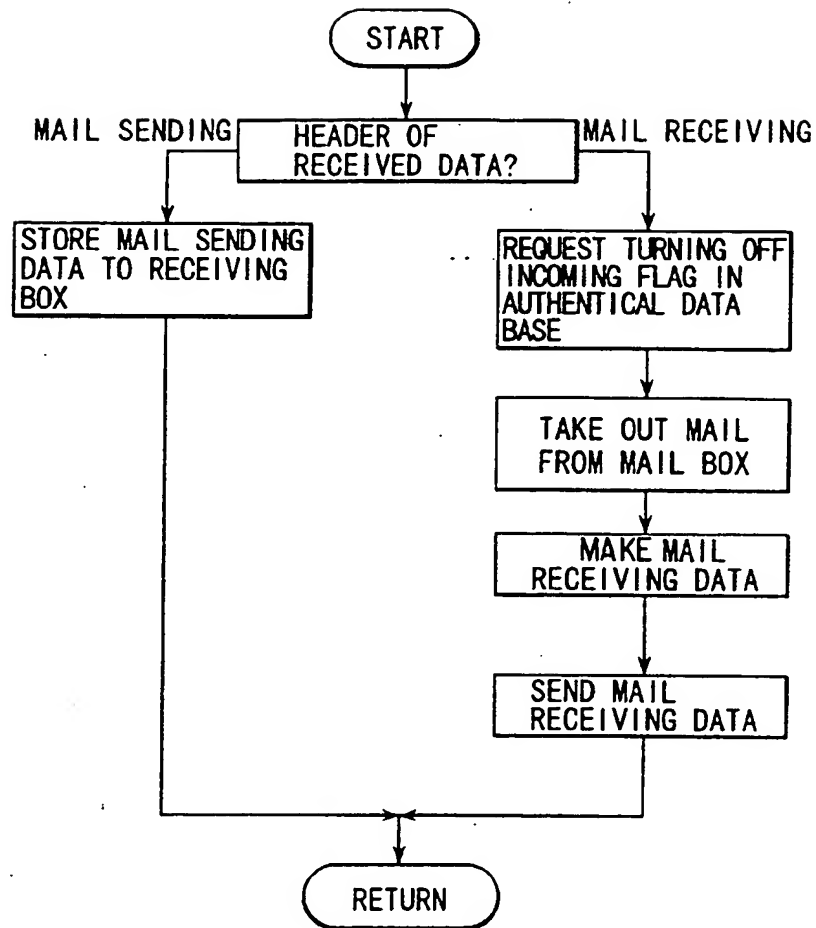 START
MAIL SENDING
HEADER OF
RECEIVED DATA?
MAIL RECEIVING
STORE MAIL SENDING
DATA TO RECEIVING
BOX
REQUEST TURNING OFF
INCOMING FLAG IN
AUTHENTICAL DATA
BASE
TAKE OUT MAIL
FROM MAIL BOX
MAKE MAIL
RECEIVING DATA
SEND MAIL
RECEIVING DATA
RETURN